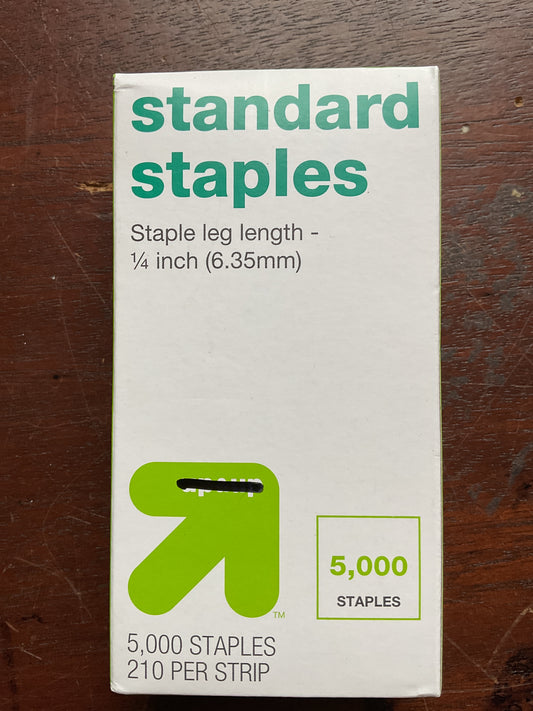 standard
staples
Staple leg length -
¼ inch (6.35mm)
5,000
STAPLES
TM
5,000 STAPLES
210 PER STRIP